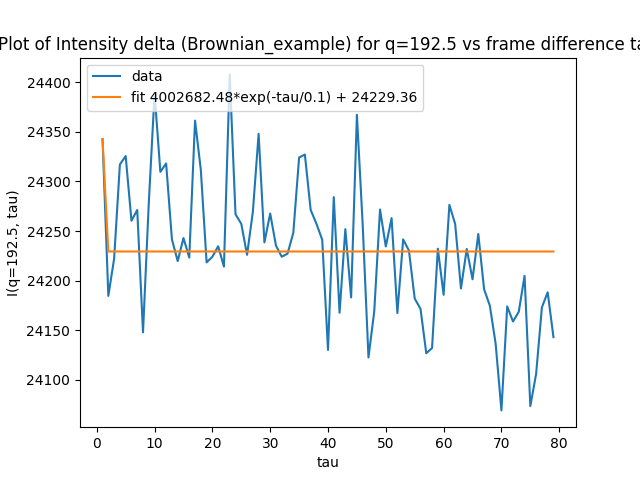 Plot of Intensity delta (Brownian_example) for q=192.5 vs frame difference ta
data
fit 4002682.48*exp(-tau/0.1) + 24229.36
24400
24350
24300
24250
24200
24150
24100
I(q=192.5, tau)
0 10 20 30 40 50 60 70 80
tau